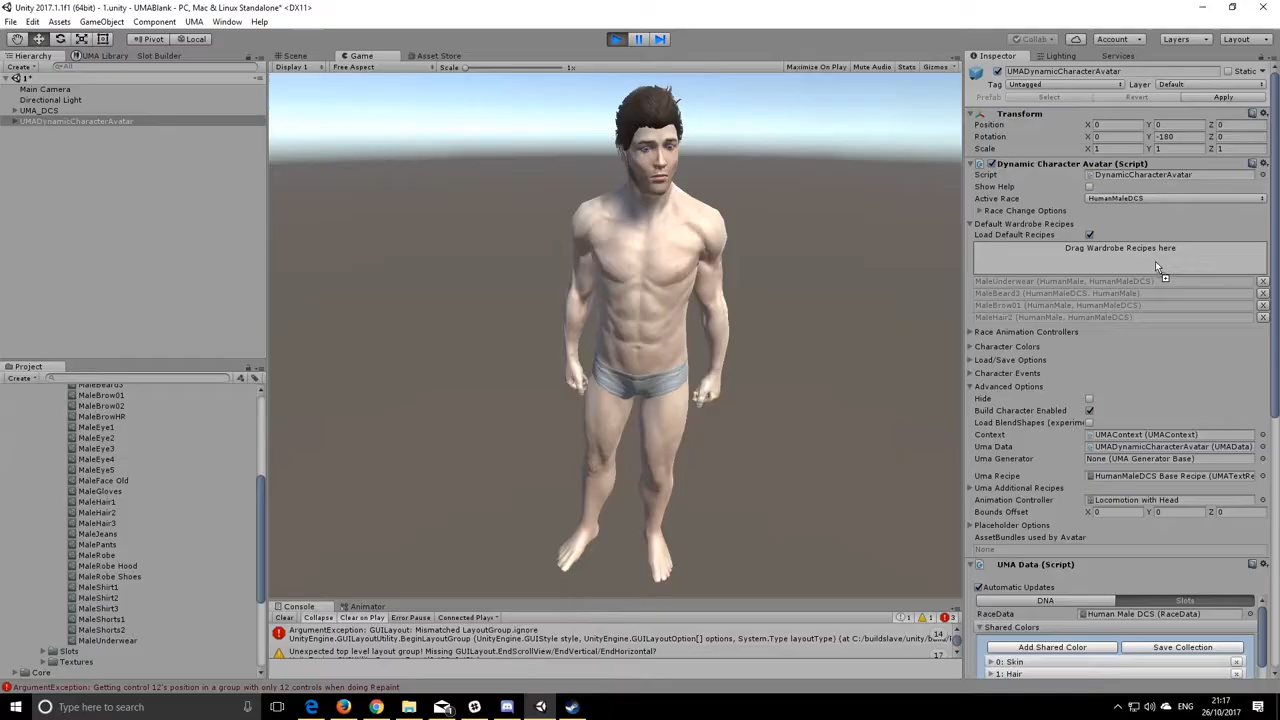 Unity 2017.1.1f1 (64bit) - 1.unity - UMABlank - PC, Mac & Linux Standalone* <DX11>
File Edit Assets GameObject Component UMA Window Help
Pivot Local Collab Account Layers Layout
Hierarchy UMA Library Slot Builder
Create All
1*
Main Camera
Directional Light
UMA_DCS
UMADynamicCharacterAvatar
Scene Game Asset Store
Display 1 Free Aspect Scale 1x Maximize On Play Mute Audio Stats Gizmos
Inspector Lighting Services
UMADynamicCharacterAvatar Static
Tag Untagged Layer Default
Prefab Select Revert Apply
Transform
Position X 0 Y 0 Z 0
Rotation X 0 Y -180 Z 0
Scale X 1 Y 1 Z 1
Dynamic Character Avatar (Script)
Script DynamicCharacterAvatar
Show Help
Active Race HumanMaleDCS
Race Change Options
Default Wardrobe Recipes
Load Default Recipes
Drag Wardrobe Recipes here
MaleUnderwear (HumanMale, HumanMaleDCS)
MaleBeard3 (HumanMaleDCS, HumanMale)
MaleBrow01 (HumanMale, HumanMaleDCS)
MaleHair2 (HumanMale, HumanMaleDCS)
Race Animation Controllers
Character Colors
Load/Save Options
Character Events
Advanced Options
Hide
Build Character Enabled
Load BlendShapes (experim
Context UMAContext (UMAContext)
Uma Data UMADynamicCharacterAvatar (UMAData)
Uma Generator None (UMA Generator Base)
Uma Recipe HumanMaleDCS Base Recipe (UMATextRe
Uma Additional Recipes
Animation Controller Locomotion with Head
Bounds Offset X 0 Y 0 Z 0
Placeholder Options
AssetBundles used by Avatar
None
UMA Data (Script)
Automatic Updates
DNA Slots
RaceData Human Male DCS (RaceData)
Shared Colors
Add Shared Color Save Collection
0: Skin
1: Hair
Project
Create
MaleBeard3
MaleBrow01
MaleBrow02
MaleBrowHR
MaleEye1
MaleEye2
MaleEye3
MaleEye4
MaleEye5
MaleFace Old
MaleGloves
MaleHair1
MaleHair2
MaleHair3
MaleJeans
MalePants
MaleRobe
MaleRobe Hood
MaleRobe Shoes
MaleShirt1
MaleShirt2
MaleShirt3
MaleShorts1
MaleShorts2
MaleUnderwear
Slots
Textures
Core
Console Animator
Clear Collapse Clear on Play Error Pause Connected Playe 1 1 3
ArgumentException: GUILayout: Mismatched LayoutGroup.ignore 14
UnityEngine.GUILayoutUtility.BeginLayoutGroup (UnityEngine.GUIStyle style, UnityEngine.GUILayoutOption[] options, System.Type layoutType) (at C:/buildslave/unity/b
Unexpected top level layout group! Missing GUILayout.EndScrollView/EndVertical/EndHorizontal? 17
ArgumentException: Getting control 12's position in a group with only 12 controls when doing Repaint
Type here to search
21:17
26/10/2017